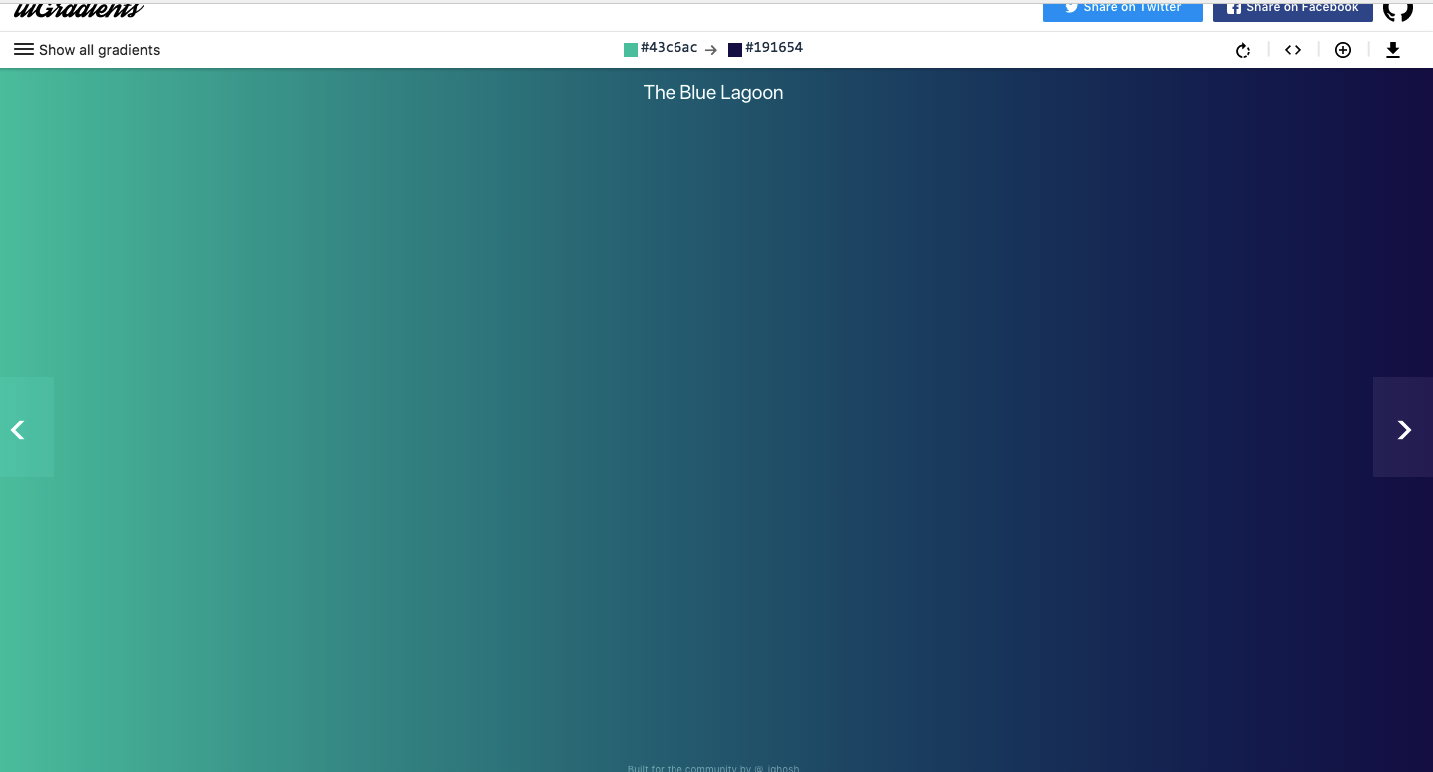 uiGradients
Share on Twitter
Share on Facebook
Show all gradients
#43c6ac → #191654
The Blue Lagoon
Built for the community by @_ighosh